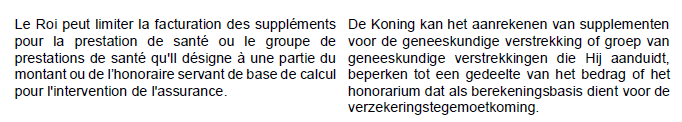 Le Roi peut limiter la facturation des suppléments
pour la prestation de santé ou le groupe de
prestations de santé qu'Il désigne à une partie du
montant ou de l'honoraire servant de base de calcul
pour l'intervention de l'assurance.
De Koning kan het aanrekenen van supplementen
voor de geneeskundige verstrekking of groep van
geneeskundige verstrekkingen die Hij aanduidt,
beperken tot een gedeelte van het bedrag of het
honorarium dat als berekeningsbasis dient voor de
verzekeringstegemoetkoming.